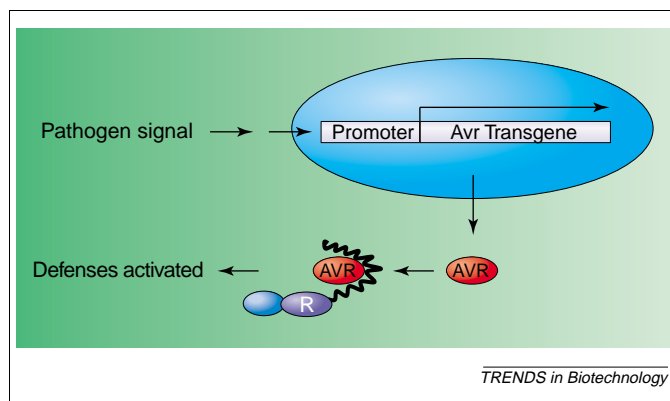 Pathogen signal
Promoter
Avr Transgene
Defenses activated
AVR
AVR
R
TRENDS in Biotechnology